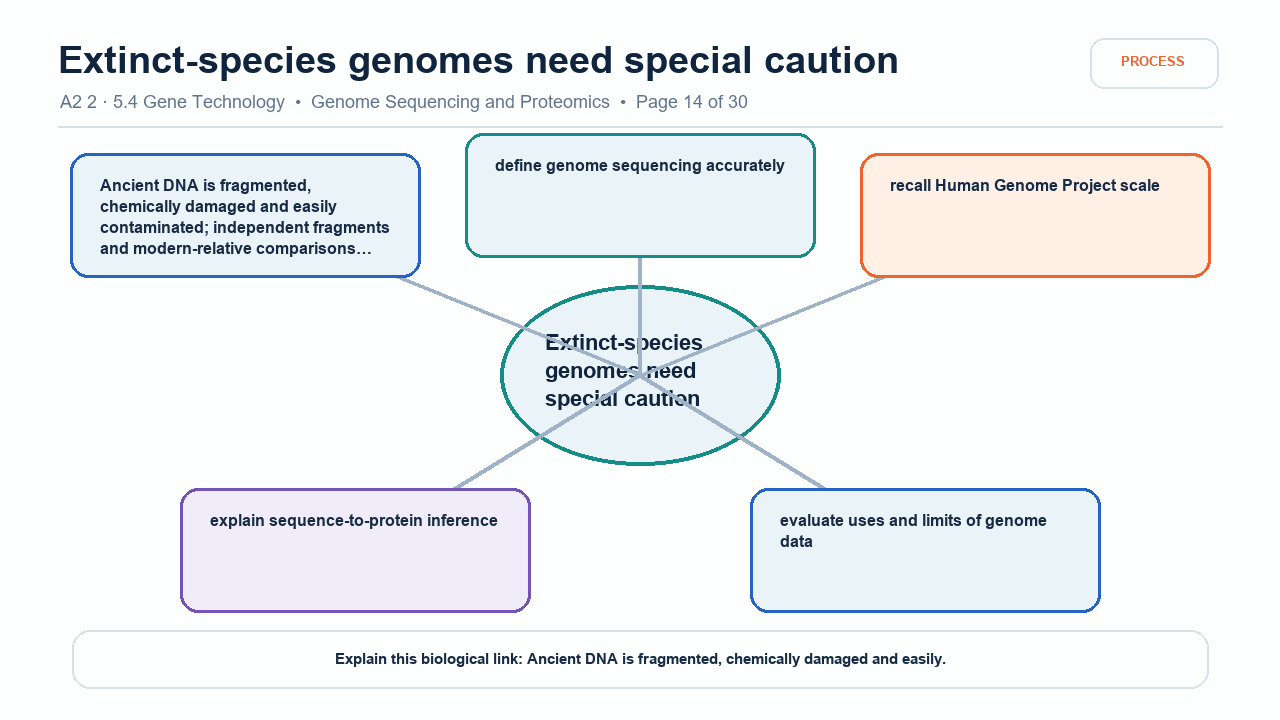 Extinct-species genomes need special caution
PROCESS
A2 2 · 5.4 Gene Technology • Genome Sequencing and Proteomics • Page 14 of 30
Ancient DNA is fragmented,
chemically damaged and easily
contaminated; independent fragments
and modern-relative comparisons…
define genome sequencing accurately
recall Human Genome Project scale
Extinct-species
genomes need
special caution
explain sequence-to-protein inference
evaluate uses and limits of genome
data
Explain this biological link: Ancient DNA is fragmented, chemically damaged and easily.